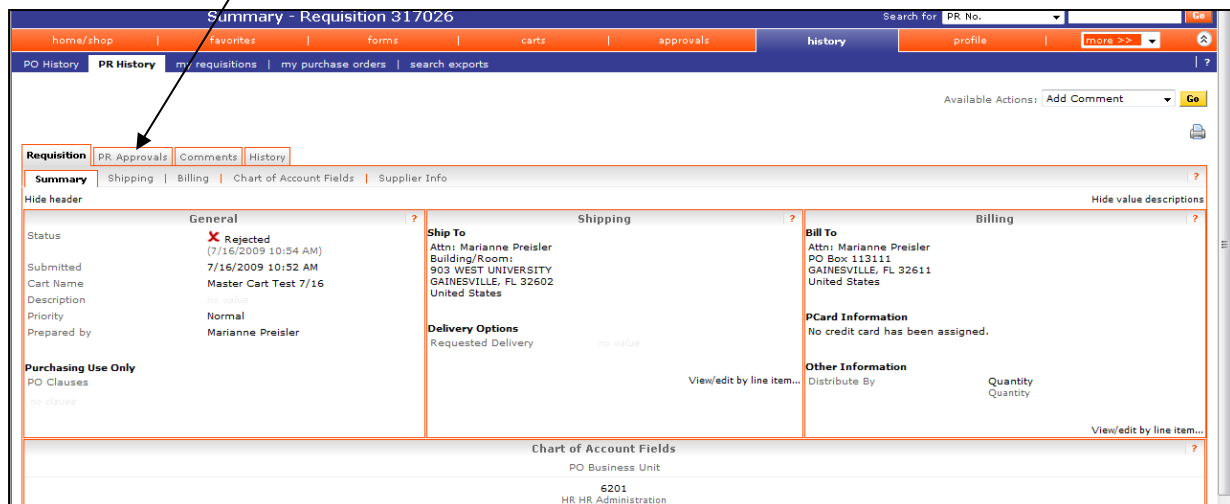 Summary - Requisition 317026
Search for PR No. Go
home/shop | favorites | forms | carts | approvals history profile | more >>
PO History PR History my requisitions | my purchase orders | search exports | ?
Available Actions: Add Comment Go
Requisition PR Approvals Comments History
Summary Shipping | Billing | Chart of Account Fields | Supplier Info ?
Hide header Hide value descriptions
General ?
Status Rejected
(7/16/2009 10:54 AM)
Submitted 7/16/2009 10:52 AM
Cart Name Master Cart Test 7/16
Description no value
Priority Normal
Prepared by Marianne Preisler
Purchasing Use Only
PO Clauses
no clause
Shipping ?
Ship To
Attn: Marianne Preisler
Building/Room:
903 WEST UNIVERSITY
GAINESVILLE, FL 32602
United States
Delivery Options
Requested Delivery no value
View/edit by line item...
Billing ?
Bill To
Attn: Marianne Preisler
PO Box 113111
GAINESVILLE, FL 32611
United States
PCard Information
No credit card has been assigned.
Other Information
Distribute By Quantity
Quantity
View/edit by line item...
Chart of Account Fields ?
PO Business Unit
6201
HR HR Administration